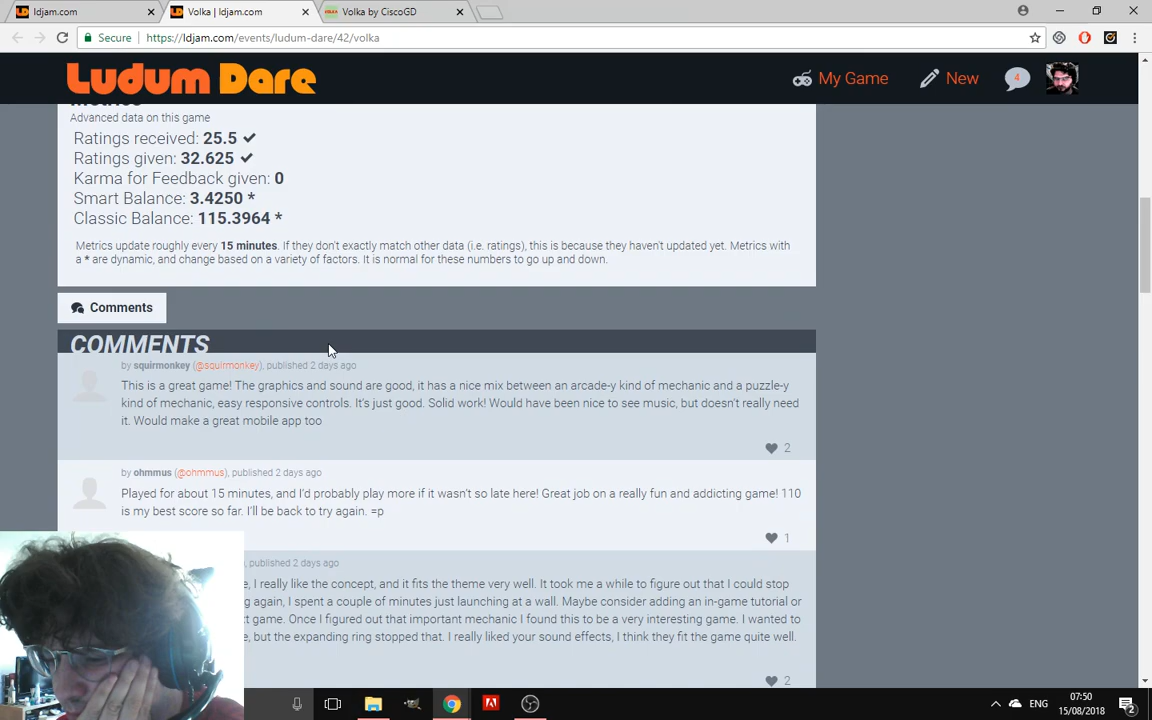 ldjam.com
Volka | ldjam.com
Volka by CiscoGD
Secure
https://ldjam.com/events/ludum-dare/42/volka
LUDUM DARE
My Game
New
4
Metrics
Advanced data on this game
Ratings received: 25.5 ✔
Ratings given: 32.625 ✔
Karma for Feedback given: 0
Smart Balance: 3.4250 *
Classic Balance: 115.3964 *
Metrics update roughly every 15 minutes. If they don't exactly match other data (i.e. ratings), this is because they haven't updated yet. Metrics with
a * are dynamic, and change based on a variety of factors. It is normal for these numbers to go up and down.
Comments
COMMENTS
by squirmonkey (@squirmonkey), published 2 days ago
This is a great game! The graphics and sound are good, it has a nice mix between an arcade-y kind of mechanic and a puzzle-y
kind of mechanic, easy responsive controls. It's just good. Solid work! Would have been nice to see music, but doesn't really need
it. Would make a great mobile app too
2
by ohmmus (@ohmmus), published 2 days ago
Played for about 15 minutes, and I'd probably play more if it wasn't so late here! Great job on a really fun and addicting game! 110
is my best score so far. I'll be back to try again. =p
1
, published 2 days ago
, I really like the concept, and it fits the theme very well. It took me a while to figure out that I could stop
again, I spent a couple of minutes just launching at a wall. Maybe consider adding an in-game tutorial or
game. Once I figured out that important mechanic I found this to be a very interesting game. I wanted to
, but the expanding ring stopped that. I really liked your sound effects, I think they fit the game quite well.
2
ENG
07:50
15/08/2018
2